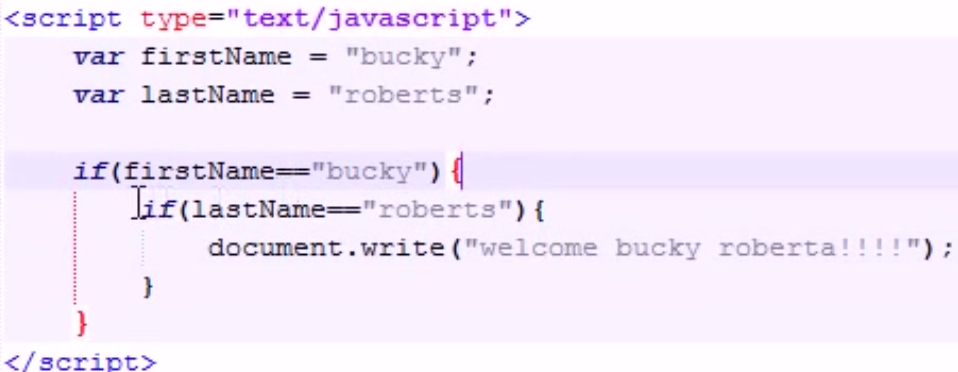 <script type="text/javascript">
    var firstName = "bucky";
    var lastName = "roberts";

    if(firstName=="bucky"){
        if(lastName=="roberts"){
            document.write("welcome bucky roberta!!!!");
        }
    }
</script>